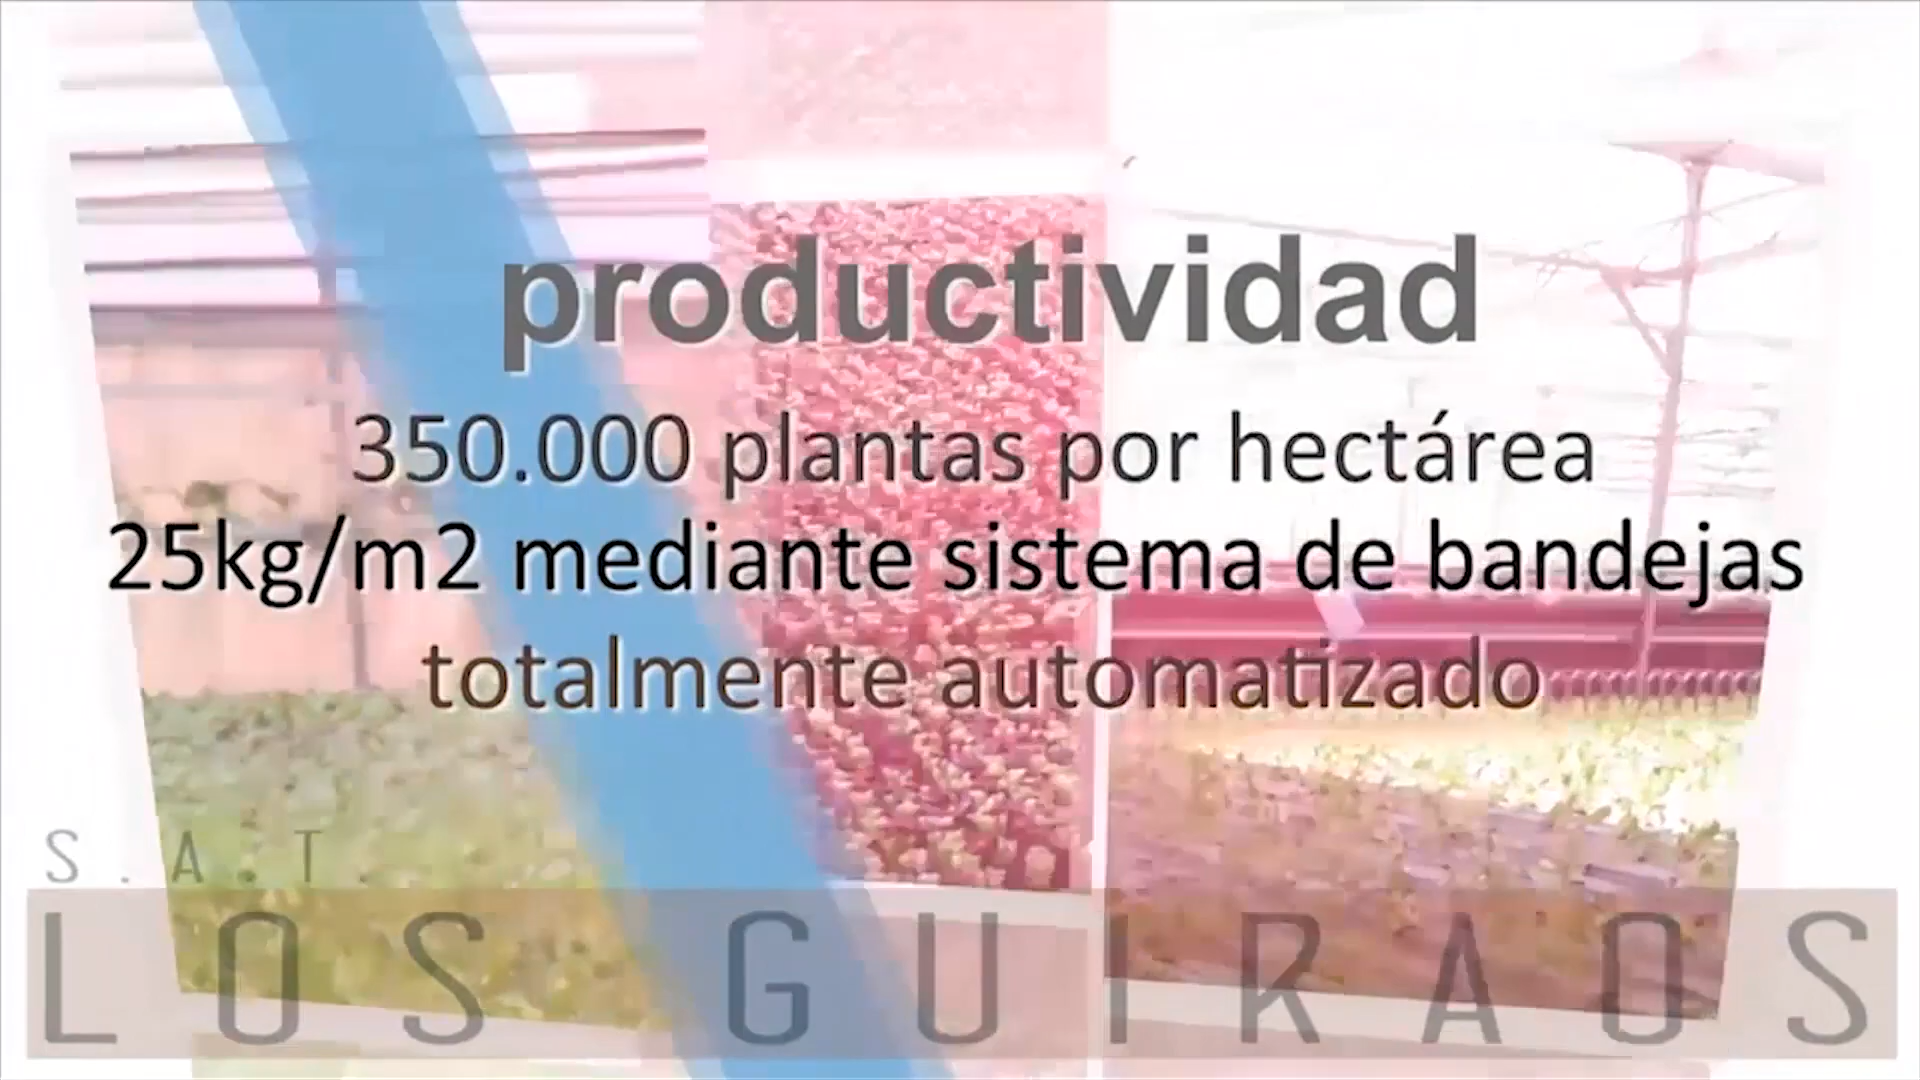 productividad
350.000 plantas por hectárea
25kg/m2 mediante sistema de bandejas
totalmente automatizado
S.A.T.
LOS GUIRAOS